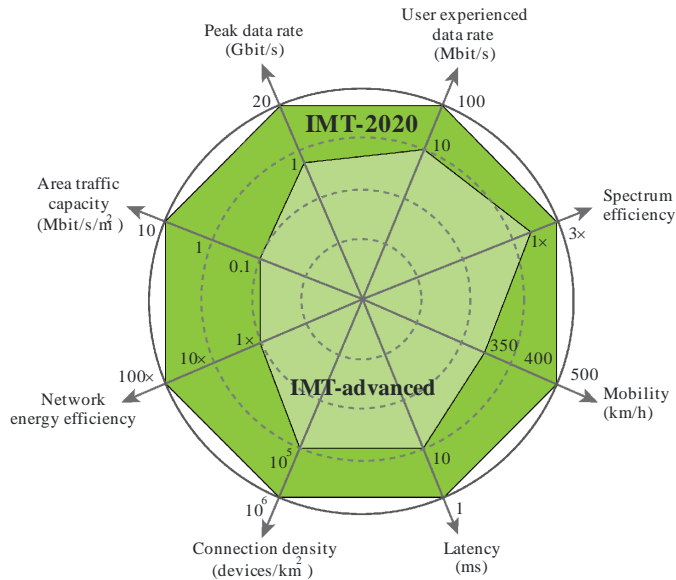 Peak data rate
(Gbit/s)
User experienced
data rate
(Mbit/s)
20
100
IMT-2020
1
10
Area traffic
capacity
(Mbit/s/m²)
Spectrum
efficiency
10
1
0.1
1×
3×
1×
10×
100×
350
400
500
Network
energy efficiency
Mobility
(km/h)
IMT-advanced
10⁵
10
10⁶
1
Connection density
(devices/km²)
Latency
(ms)